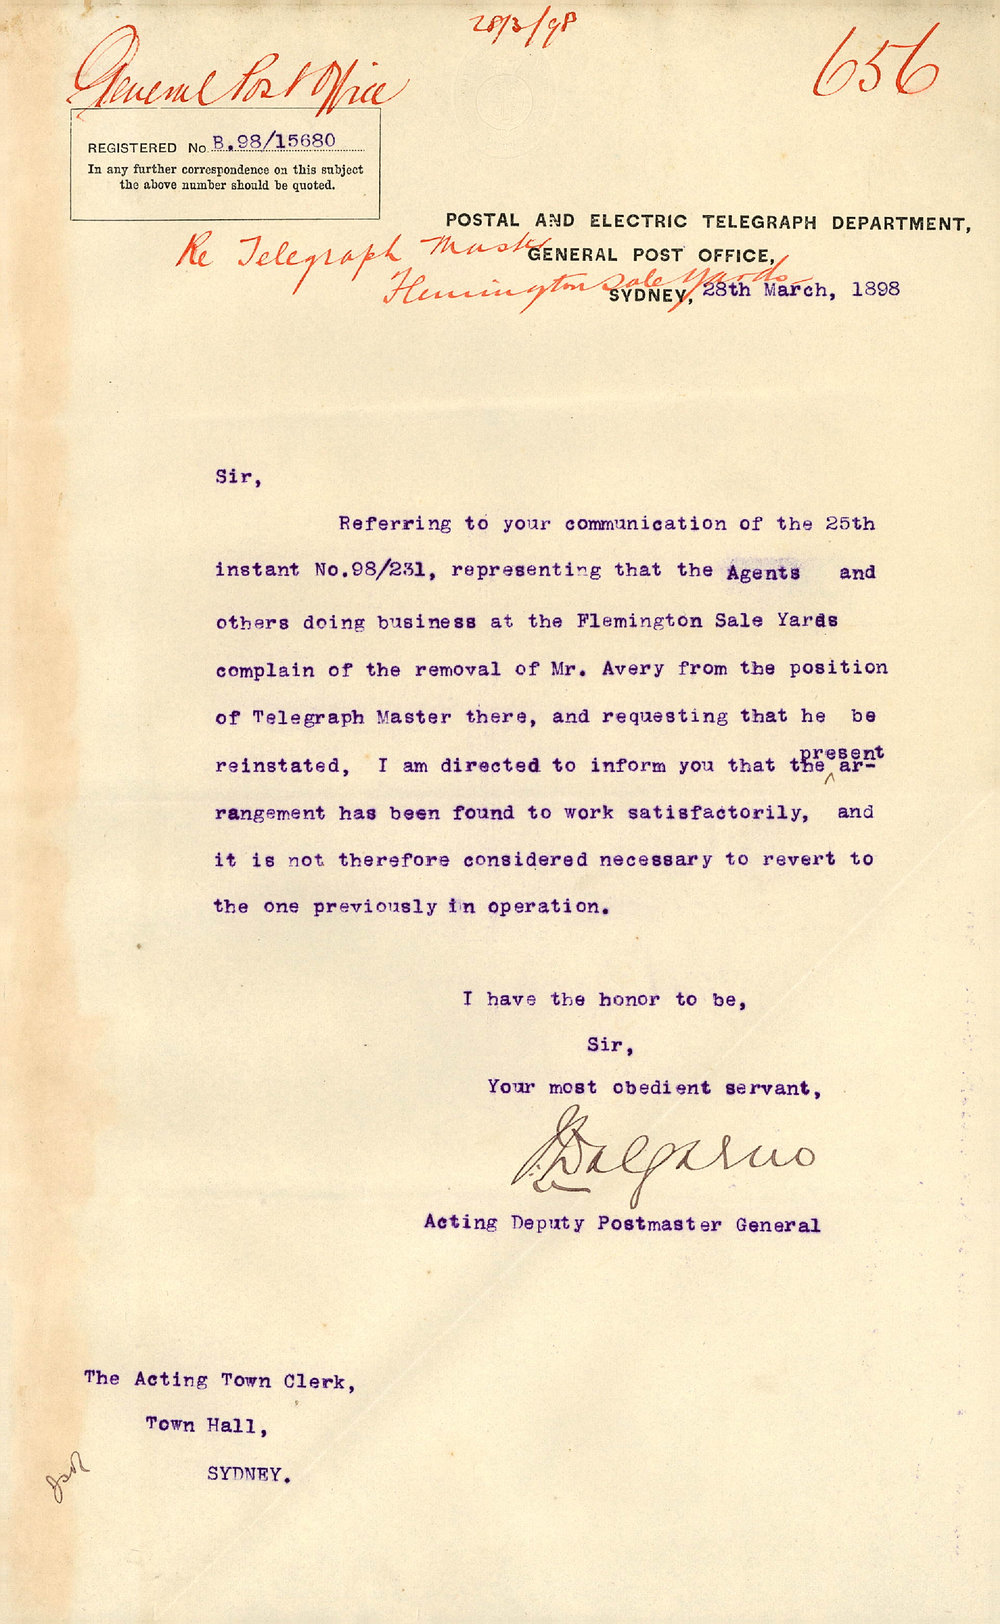 28/3/98
656
General Post Office
REGISTERED No. B.98/15680
In any further correspondence on this subject
the above number should be quoted.
POSTAL AND ELECTRIC TELEGRAPH DEPARTMENT,
Re Telegraph Master
GENERAL POST OFFICE,
Flemington Sale Yards
SYDNEY, 28th March, 1898
Sir,
Referring to your communication of the 25th
instant No.98/231, representing that the Agents and
others doing business at the Flemington Sale Yards
complain of the removal of Mr. Avery from the position
of Telegraph Master there, and requesting that he be
reinstated, I am directed to inform you that the present ar-
rangement has been found to work satisfactorily, and
it is not therefore considered necessary to revert to
the one previously in operation.
I have the honor to be,
Sir,
Your most obedient servant,
Dalgarno
Acting Deputy Postmaster General
The Acting Town Clerk,
Town Hall,
SYDNEY.